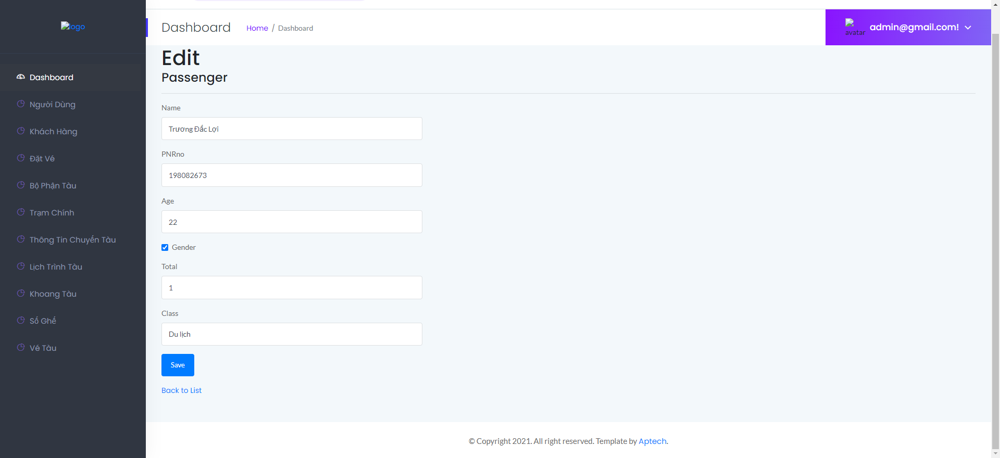 logo
Dashboard
Home / Dashboard
avatar
admin@gmail.com!
Dashboard
Người Dùng
Khách Hàng
Đặt Vé
Bộ Phận Tàu
Trạm Chính
Thông Tin Chuyến Tàu
Lịch Trình Tàu
Khoang Tàu
Số Ghế
Vé Tàu
Edit
Passenger
Name
Trương Đắc Lợi
PNRno
198082673
Age
22
Gender
Total
1
Class
Du lịch
Save
Back to List
© Copyright 2021. All right reserved. Template by Aptech.